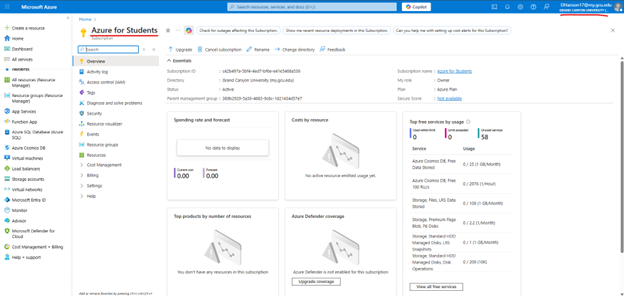 Microsoft Azure
Search resources, services, and docs (G+/)
Copilot
DHanson17@my.gcu.edu
GRAND CANYON UNIVERSITY (
Home >
Azure for Students
Subscription
Check for outages affecting this Subscription.
Show me the recent resource deployments in this Subscription.
Can you help me with setting up cost alerts for this Subscription?
Create a resource
Home
Dashboard
All services
All resources (Resource Manager)
Resource groups (Resource Manager)
App Services
Function App
Azure SQL Database (Azure SQL)
Azure Cosmos DB
Virtual machines
Load balancers
Storage accounts
Virtual networks
Microsoft Entra ID
Monitor
Advisor
Microsoft Defender for Cloud
Cost Management + Billing
Help + support
Search
Overview
Activity log
Access control (IAM)
Tags
Diagnose and solve problems
Security
Resource visualizer
Events
Resource groups
Resources
Cost Management
Billing
Settings
Help
Add or remove favorites by pressing Ctrl+Shift+F
Upgrade
Cancel subscription
Rename
Change directory
Feedback
Essentials
Subscription ID
Directory : Grand Canyon University (my.gcu.edu)
Status : Active
Parent management group
Subscription name : Azure for Students
My role : Owner
Plan : Azure Plan
Secure Score : Not available
Spending rate and forecast
No data to display
Current cost
0.00
Forecast
0.00
Costs by resource
No active resource emitted usage yet.
Top free services by usage
Used within limit
0
Limit exceeded
0
Unused service
58
Service
Usage
Azure Cosmos DB, Free Data Stored
0 / 25 (1 GB/Month)
Azure Cosmos DB, Free 100 RU/s
0 / 2976 (1/Hour)
Storage, Files, LRS Data Stored
0 / 100 (1 GB/Month)
Storage, Premium Page Blob, P6 Disks
0 / 2.2 (1/Month)
Storage, Standard HDD Managed Disks, LRS Snapshots
0 / 1 (1 GB/Month)
Storage, Standard HDD Managed Disks, Disk Operations
0 / 200 (10K)
View all free services
Top products by number of resources
You don't have any resources in this subscription
Azure Defender coverage
Azure Defender is not enabled for this subscription
Upgrade coverage